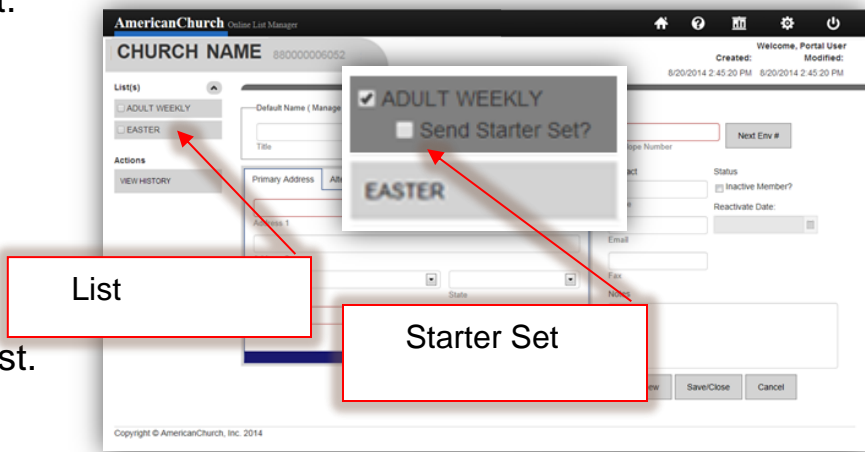 t.
AmericanChurch Online List Manager
CHURCH NAME 880000006052
Welcome, Portal User
Created: Modified:
8/20/2014 2:45:20 PM 8/20/2014 2:45:20 PM
List(s)
ADULT WEEKLY
EASTER
Actions
VIEW HISTORY
Default Name ( Manage
Title
Number
Next Env #
ADULT WEEKLY
Send Starter Set?
EASTER
Primary Address
Address 1
State
Email
Fax
Notes
Status
Inactive Member?
Reactivate Date:
List
Starter Set
st.
Save/Close Cancel
Copyright © AmericanChurch, Inc. 2014